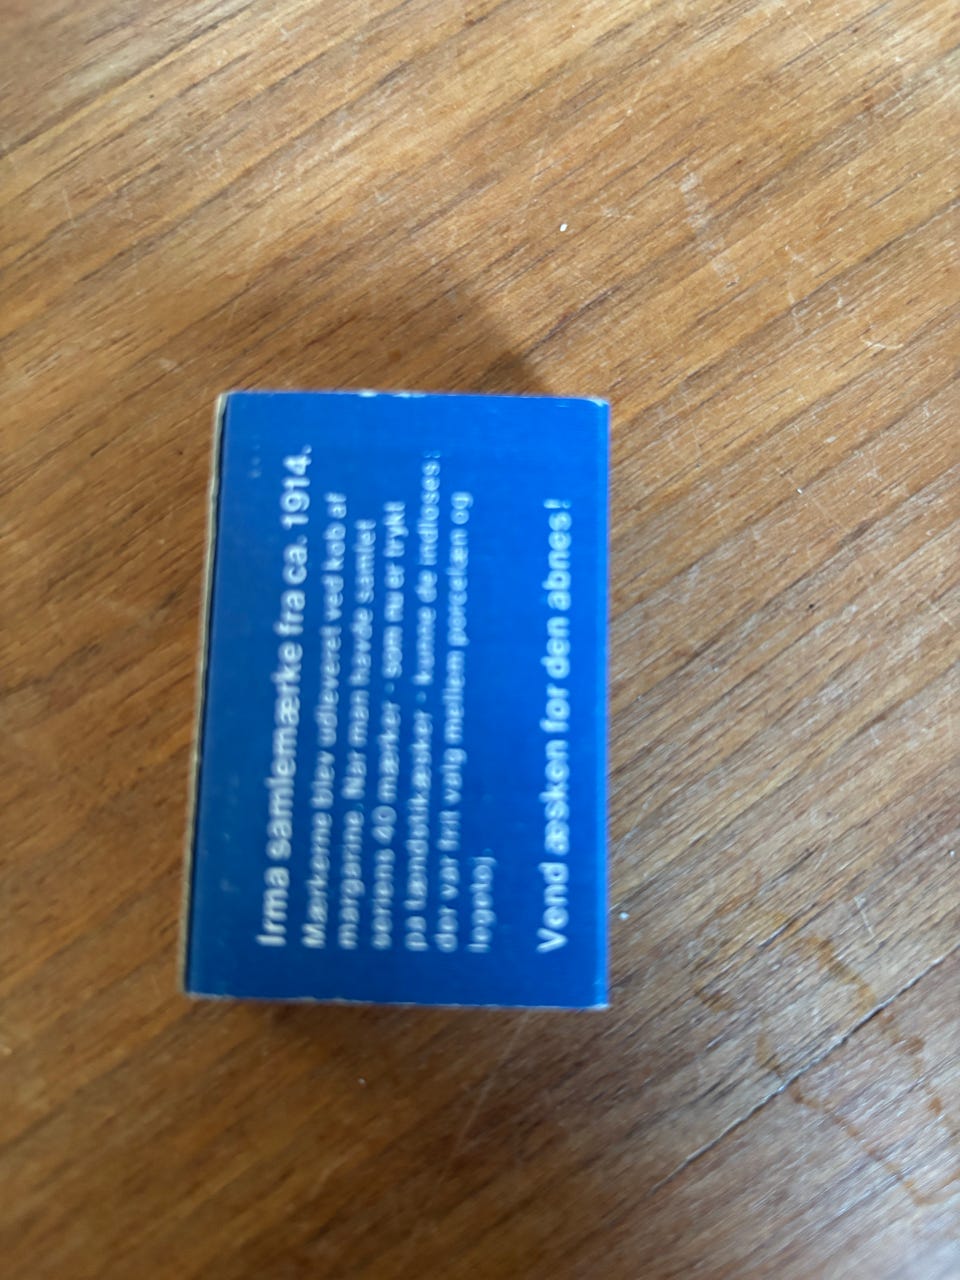 Irma samlemærke fra ca. 1914.
Mærkerne blev udleveret ved køb af
margarine. Når man havde samlet
seriens 40 mærker - som nu er trykt
på tændstikæsker - kunne de indløses:
der var frit valg mellem porcelæn og
legetøj.
Vend æsken før den åbnes!